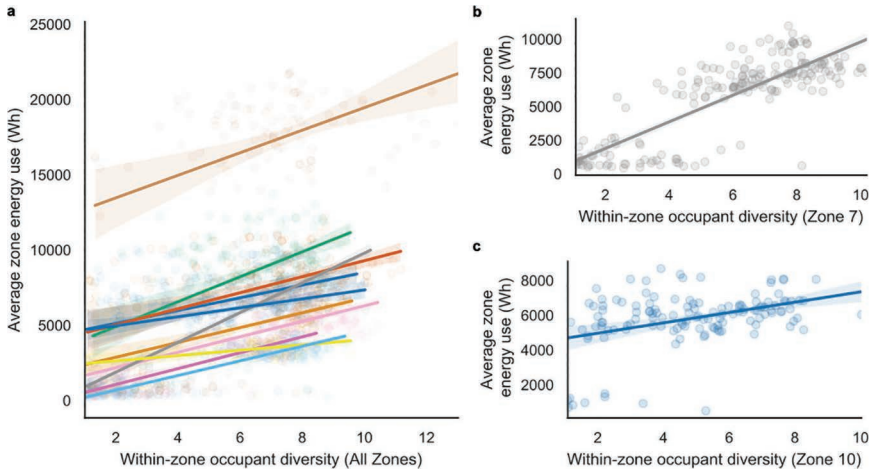 a
25000
20000
15000
10000
5000
0
Average zone energy use (Wh)
2 4 6 8 10 12
Within-zone occupant diversity (All Zones)
b
10000
7500
5000
2500
0
Average zone
energy use (Wh)
2 4 6 8 10
Within-zone occupant diversity (Zone 7)
c
8000
6000
4000
2000
Average zone
energy use (Wh)
2 4 6 8 10
Within-zone occupant diversity (Zone 10)